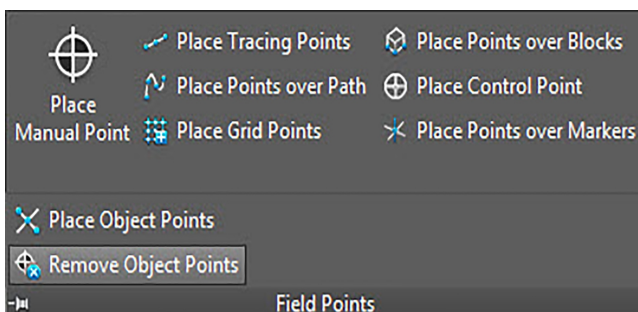 Place
Manual Point
Place Tracing Points
Place Points over Path
Place Grid Points
Place Points over Blocks
Place Control Point
Place Points over Markers
Place Object Points
Remove Object Points
Field Points